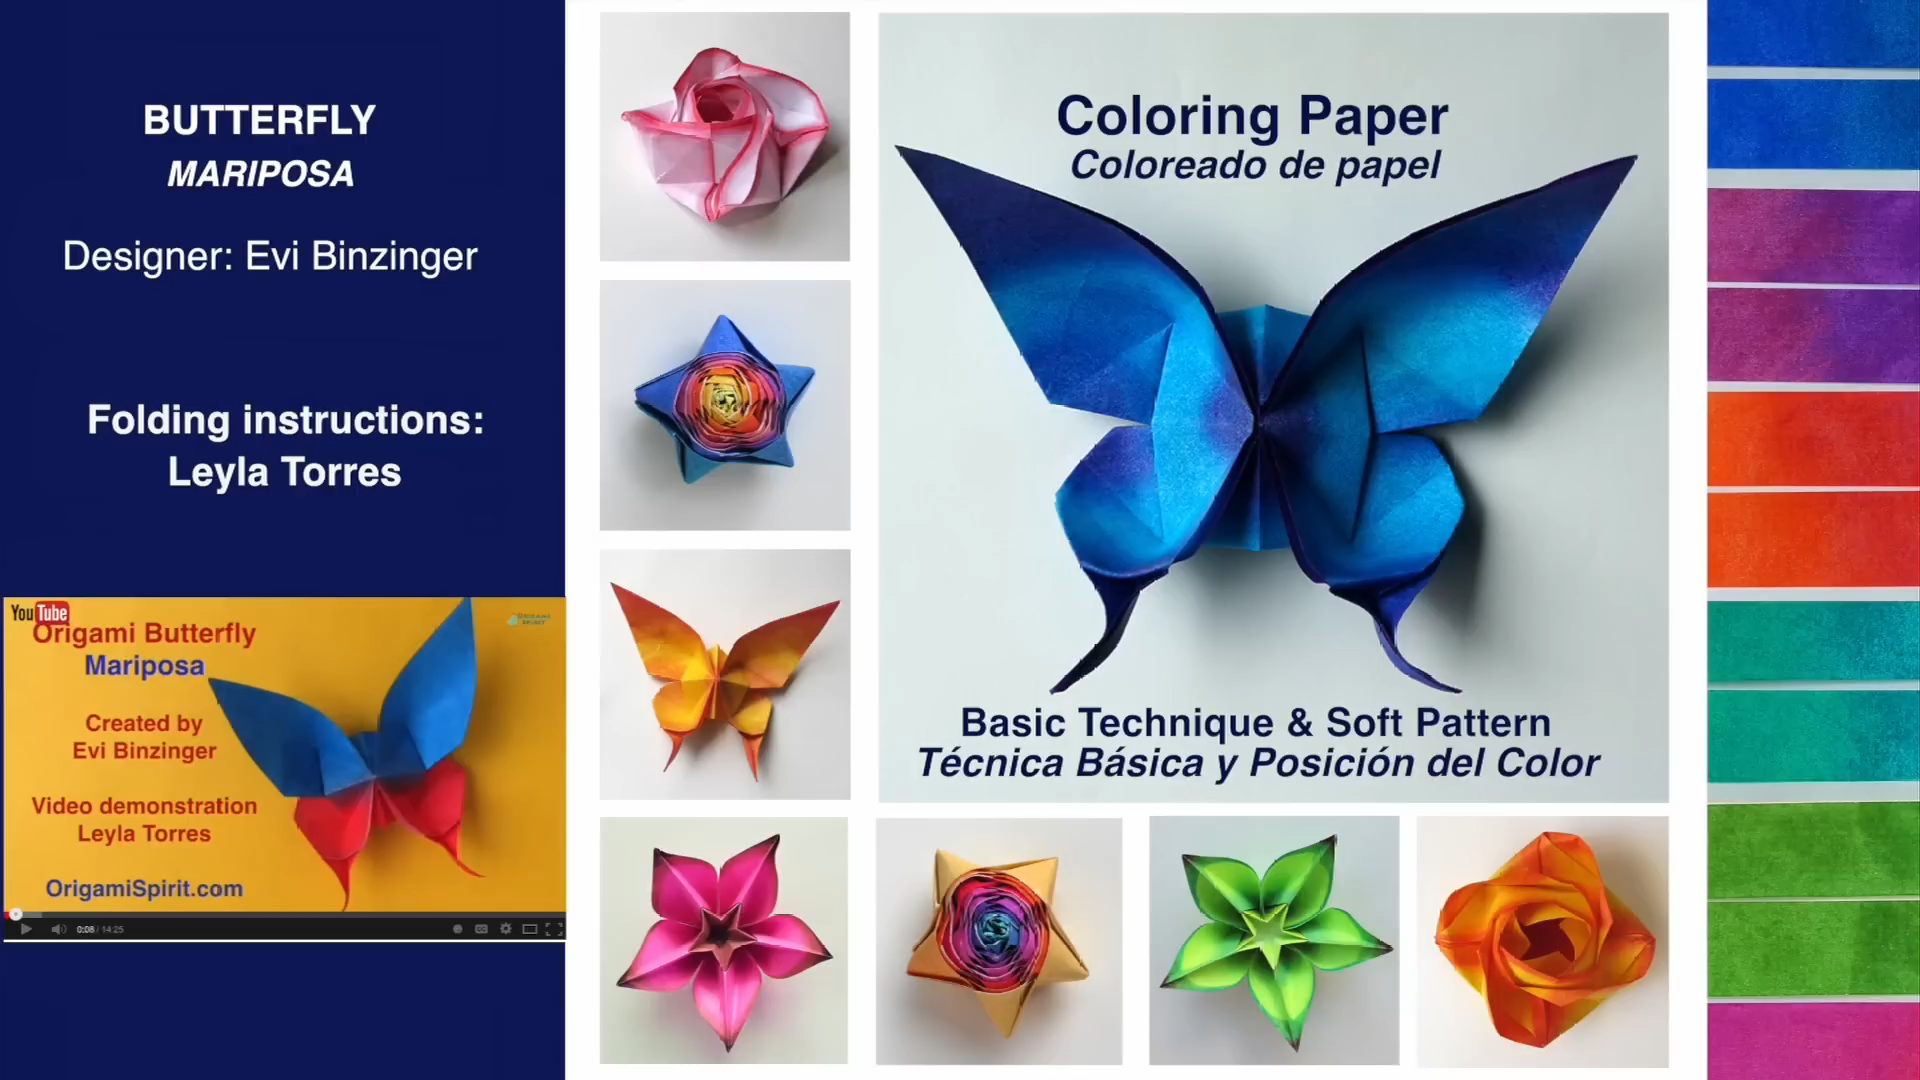 BUTTERFLY
MARIPOSA
Designer: Evi Binzinger
Folding instructions:
Leyla Torres
YouTube
Origami Butterfly
Mariposa
ORIGAMI
SPIRIT
Created by
Evi Binzinger
Video demonstration
Leyla Torres
OrigamiSpirit.com
0:08 / 14:25
Coloring Paper
Coloreado de papel
Basic Technique & Soft Pattern
Técnica Básica y Posición del Color